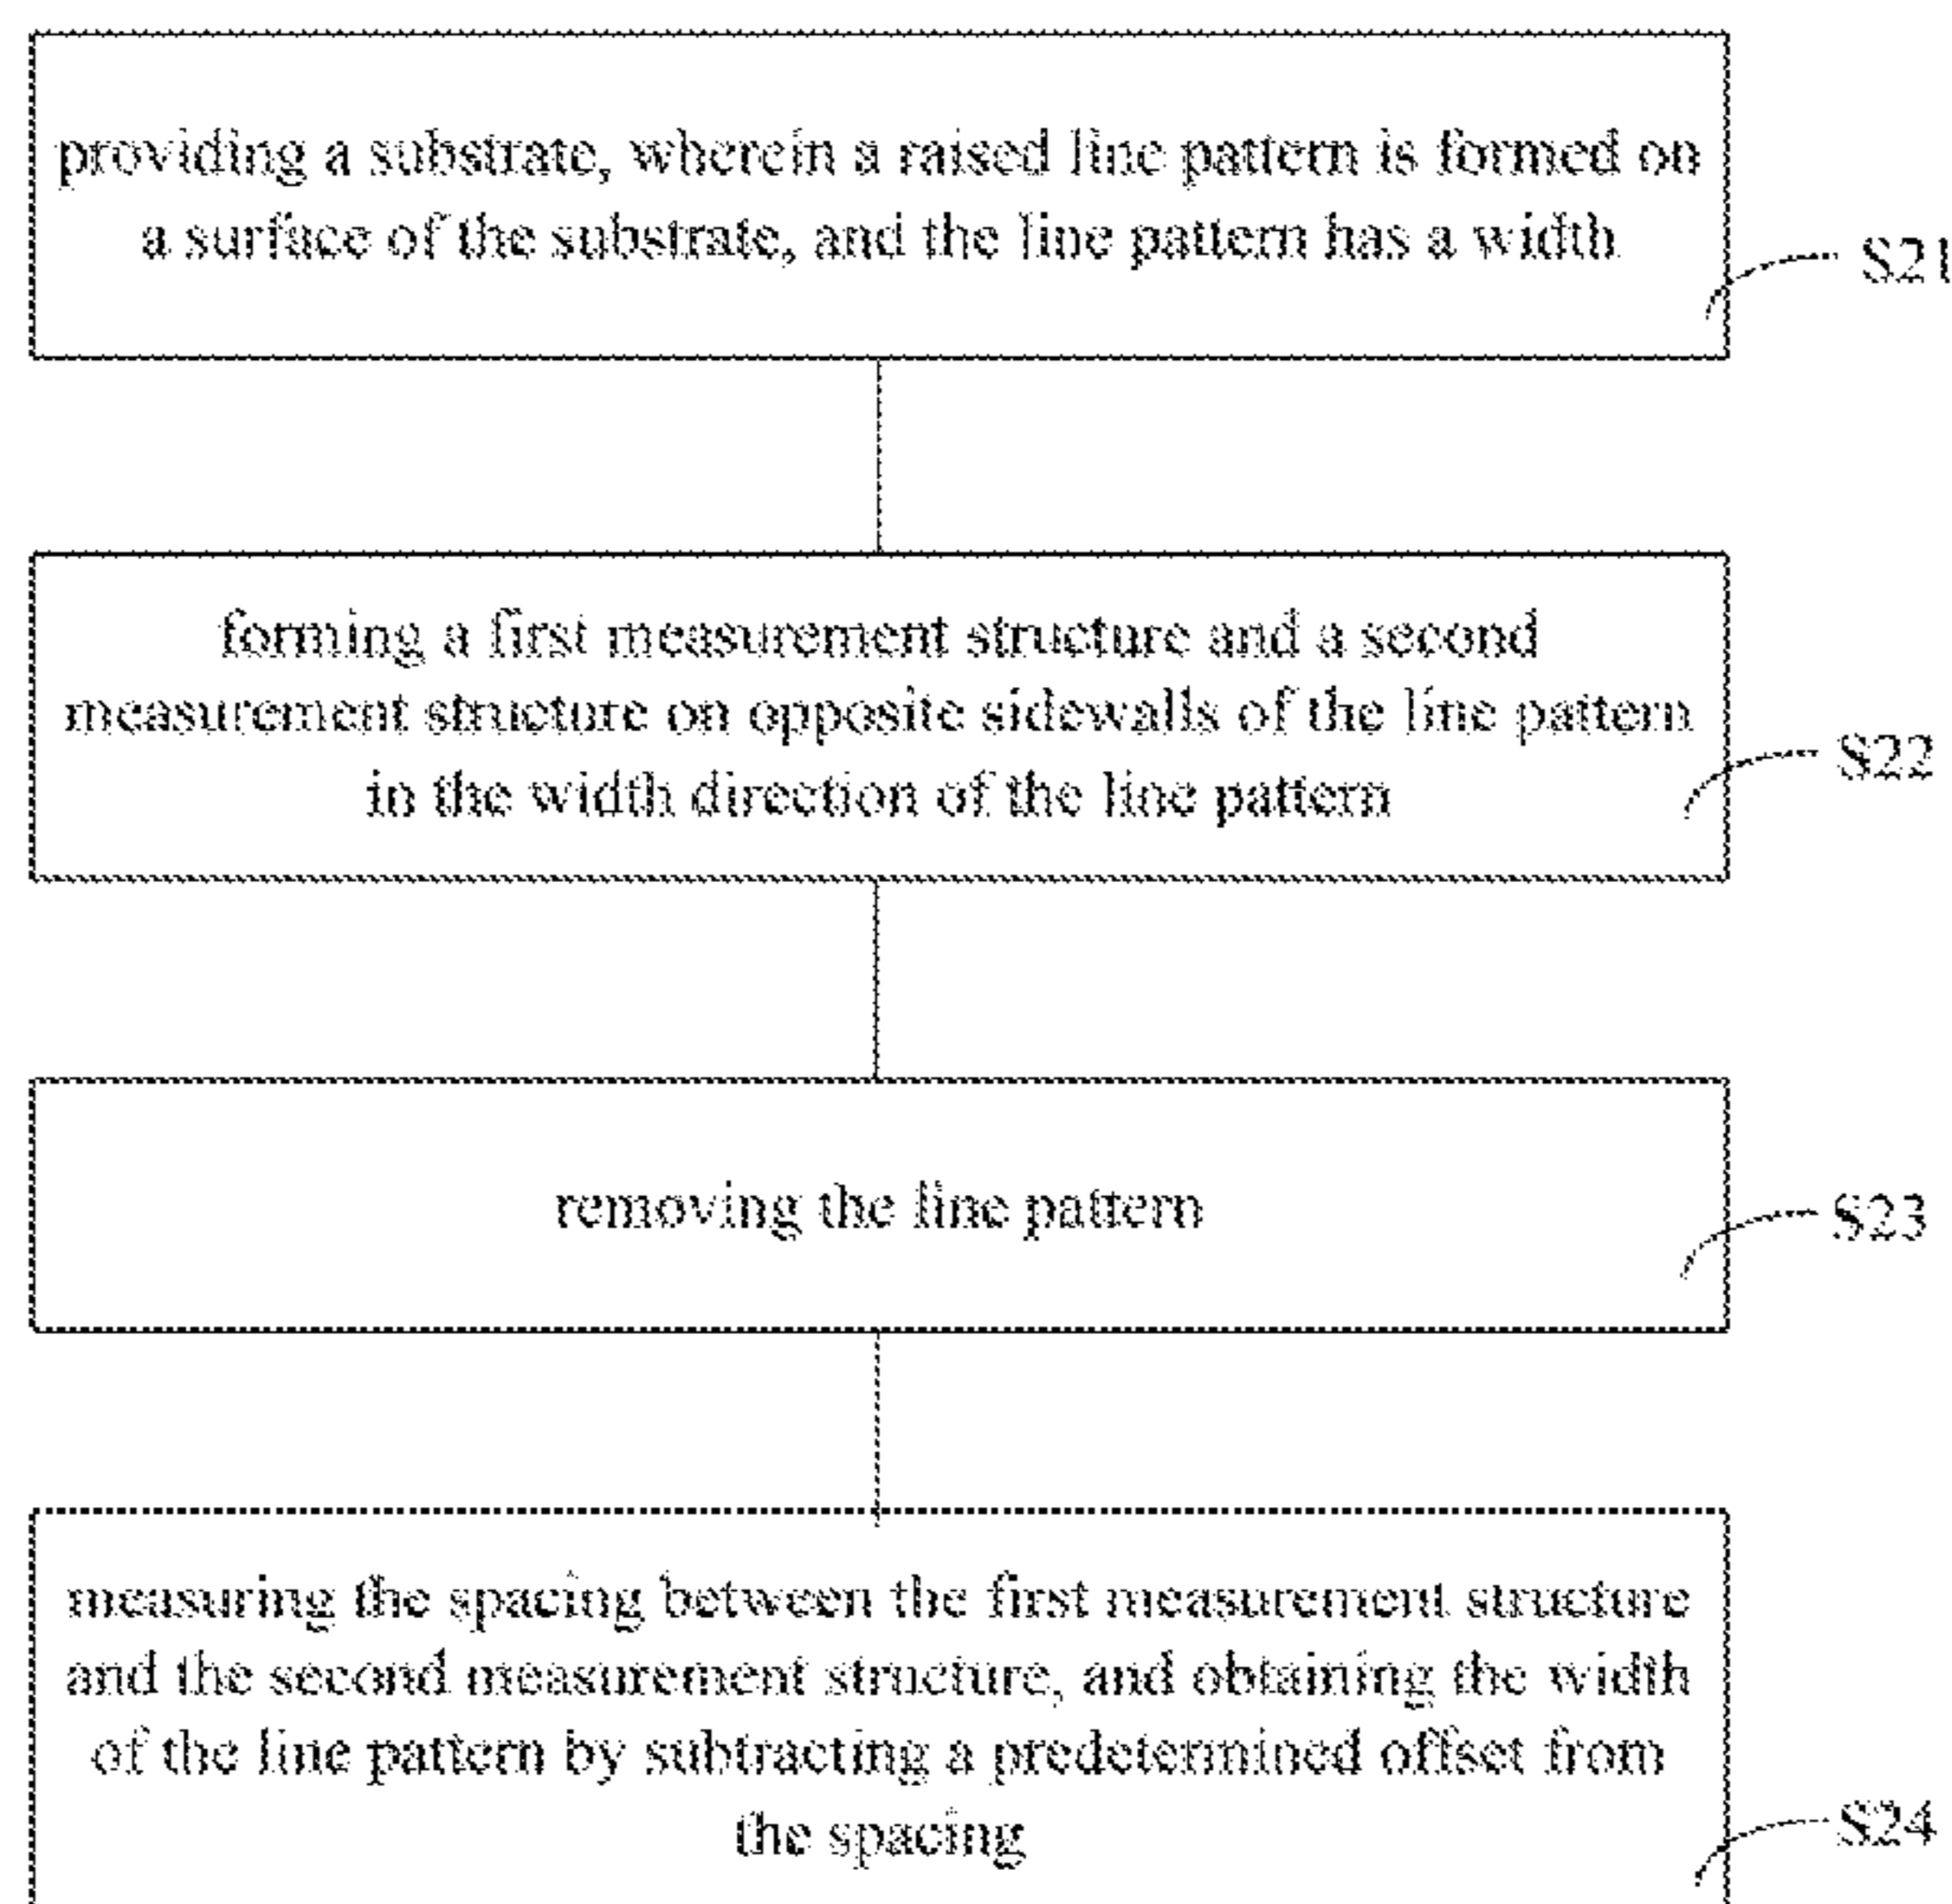 providing a substrate, wherein a raised line pattern is formed on
a surface of the substrate, and the line pattern has a width
S21
forming a first measurement structure and a second
measurement structure on opposite sidewalls of the line pattern
in the width direction of the line pattern
S22
removing the line pattern
S23
measuring the spacing between the first measurement structure
and the second measurement structure, and obtaining the width
of the line pattern by subtracting a predetermined offset from
the spacing
S24